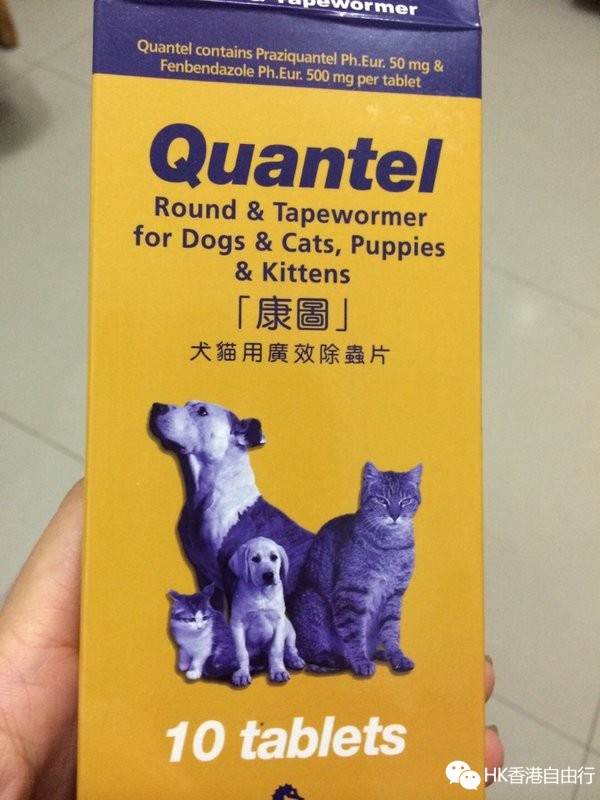 & Tapewormer
Quantel contains Praziquantel Ph.Eur. 50 mg &
Fenbendazole Ph.Eur. 500 mg per tablet
Quantel
Round & Tapewormer
for Dogs & Cats, Puppies
& Kittens
「康圖」
犬貓用廣效除蟲片
10 tablets
HK香港自由行